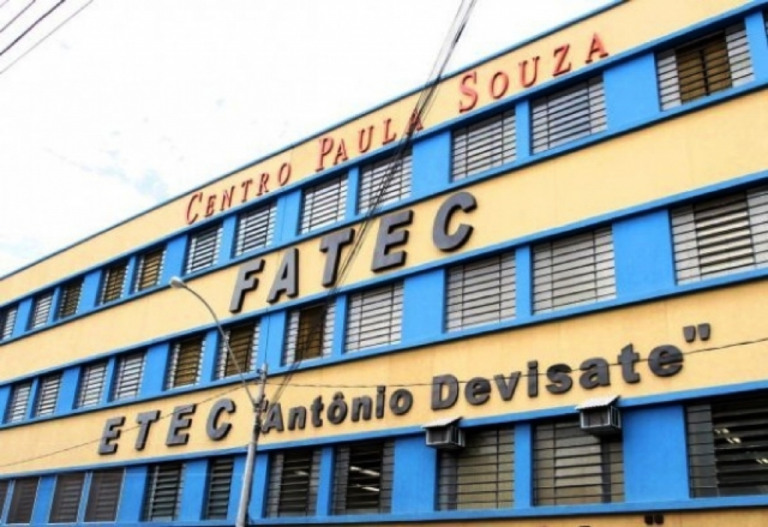 CENTRO PAULA SOUZA
FATEC
ETEC "Antônio Devisate"